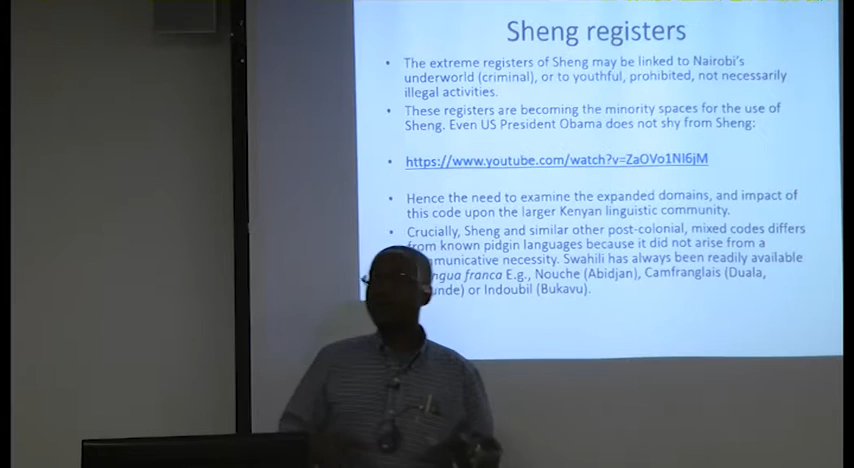 Sheng registers
• The extreme registers of Sheng may be linked to Nairobi's
underworld (criminal), or to youthful, prohibited, not necessarily
illegal activities.
• These registers are becoming the minority spaces for the use of
Sheng. Even US President Obama does not shy from Sheng:
• https://www.youtube.com/watch?v=ZaOVo1NI6jM
• Hence the need to examine the expanded domains, and impact of
this code upon the larger Kenyan linguistic community.
• Crucially, Sheng and similar other post-colonial, mixed codes differs
from known pidgin languages because it did not arise from a
necessity. Swahili has always been readily available
franca E.g., Nouche (Abidjan), Camfranglais (Duala,
or Indoubil (Bukavu).